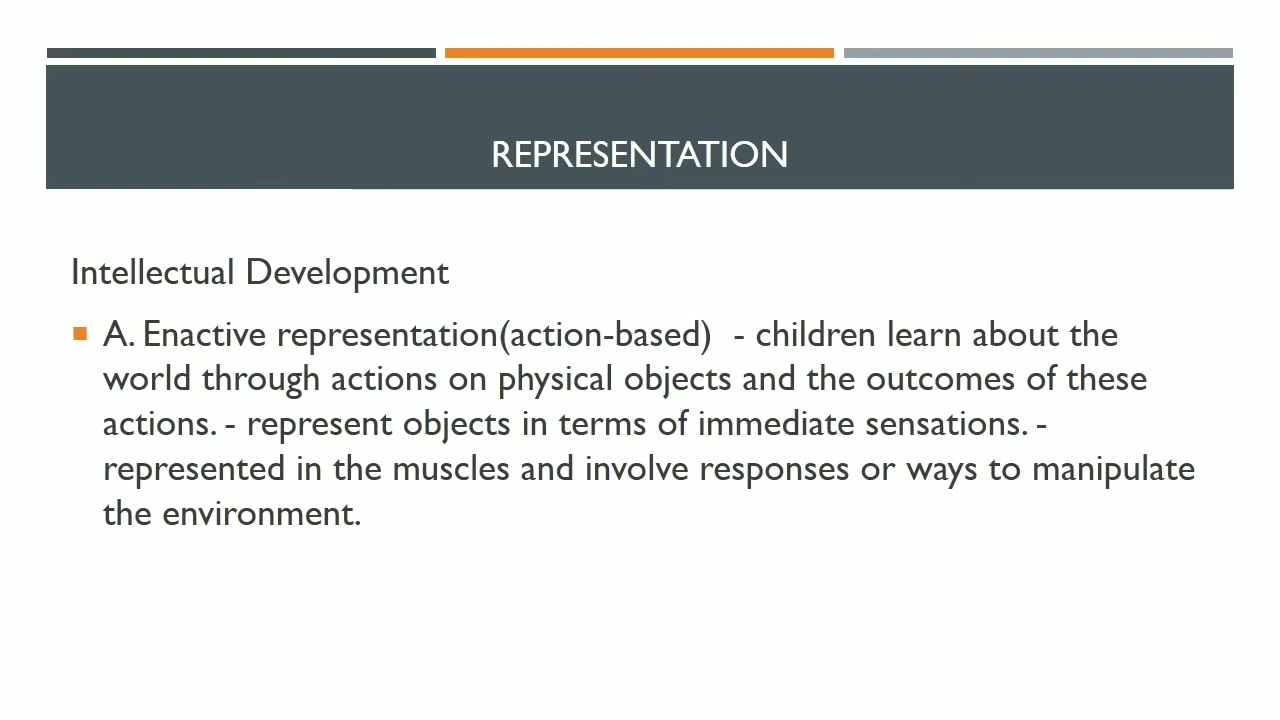 REPRESENTATION
Intellectual Development
A. Enactive representation(action-based)  - children learn about the
world through actions on physical objects and the outcomes of these
actions. - represent objects in terms of immediate sensations. -
represented in the muscles and involve responses or ways to manipulate
the environment.